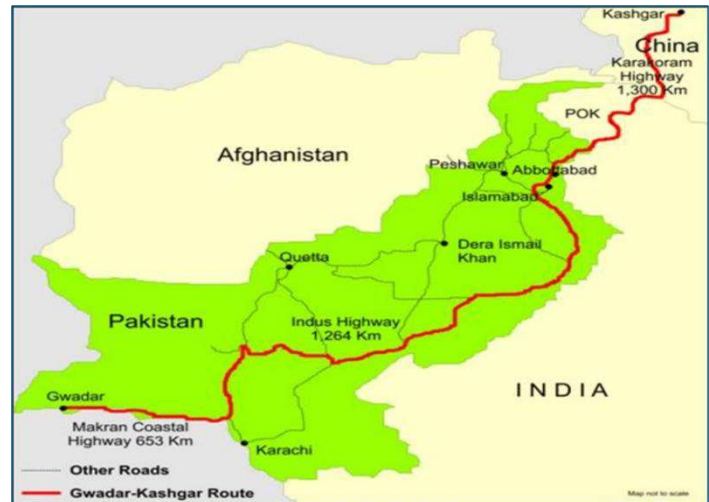 Kashgar
China
Karakoram
Highway
1,300 Km
POK
Afghanistan
Peshawar
Abbottabad
Islamabad
Dera Ismail
Khan
Quetta
Pakistan
Indus Highway
1,264 Km
INDIA
Gwadar
Makran Coastal
Highway 653 Km
Karachi
Other Roads
Gwadar-Kashgar Route
Map not to scale